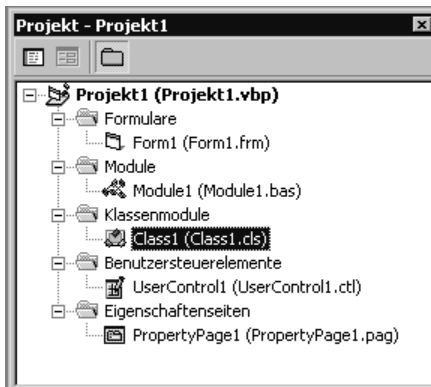 Projekt - Projekt1
Projekt1 (Projekt1.vbp)
Formulare
Form1 (Form1.frm)
Module
Module1 (Module1.bas)
Klassenmodule
Class1 (Class1.cls)
Benutzersteuerelemente
UserControl1 (UserControl1.ctl)
Eigenschaftenseiten
PropertyPage1 (PropertyPage1.pag)